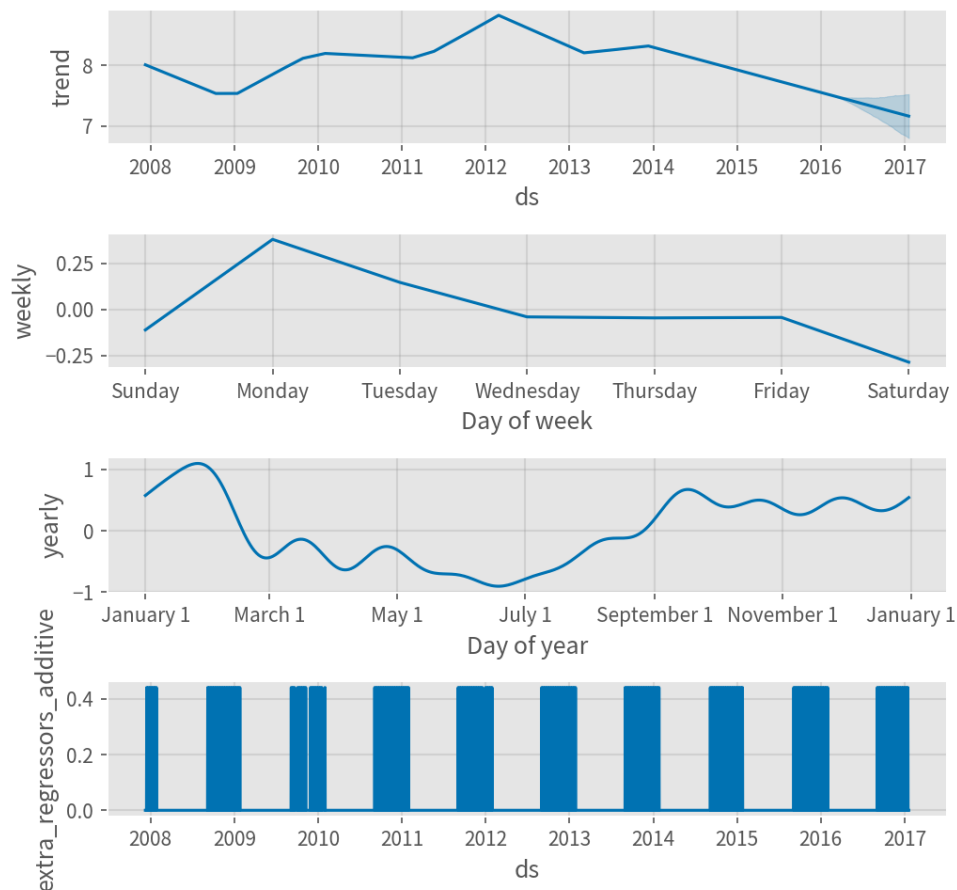 trend
8
7
2008 2009 2010 2011 2012 2013 2014 2015 2016 2017
ds
weekly
0.25
0.00
−0.25
Sunday Monday Tuesday Wednesday Thursday Friday Saturday
Day of week
yearly
1
0
−1
January 1 March 1 May 1 July 1 September 1 November 1 January 1
Day of year
extra_regressors_additive
0.4
0.2
0.0
2008 2009 2010 2011 2012 2013 2014 2015 2016 2017
ds